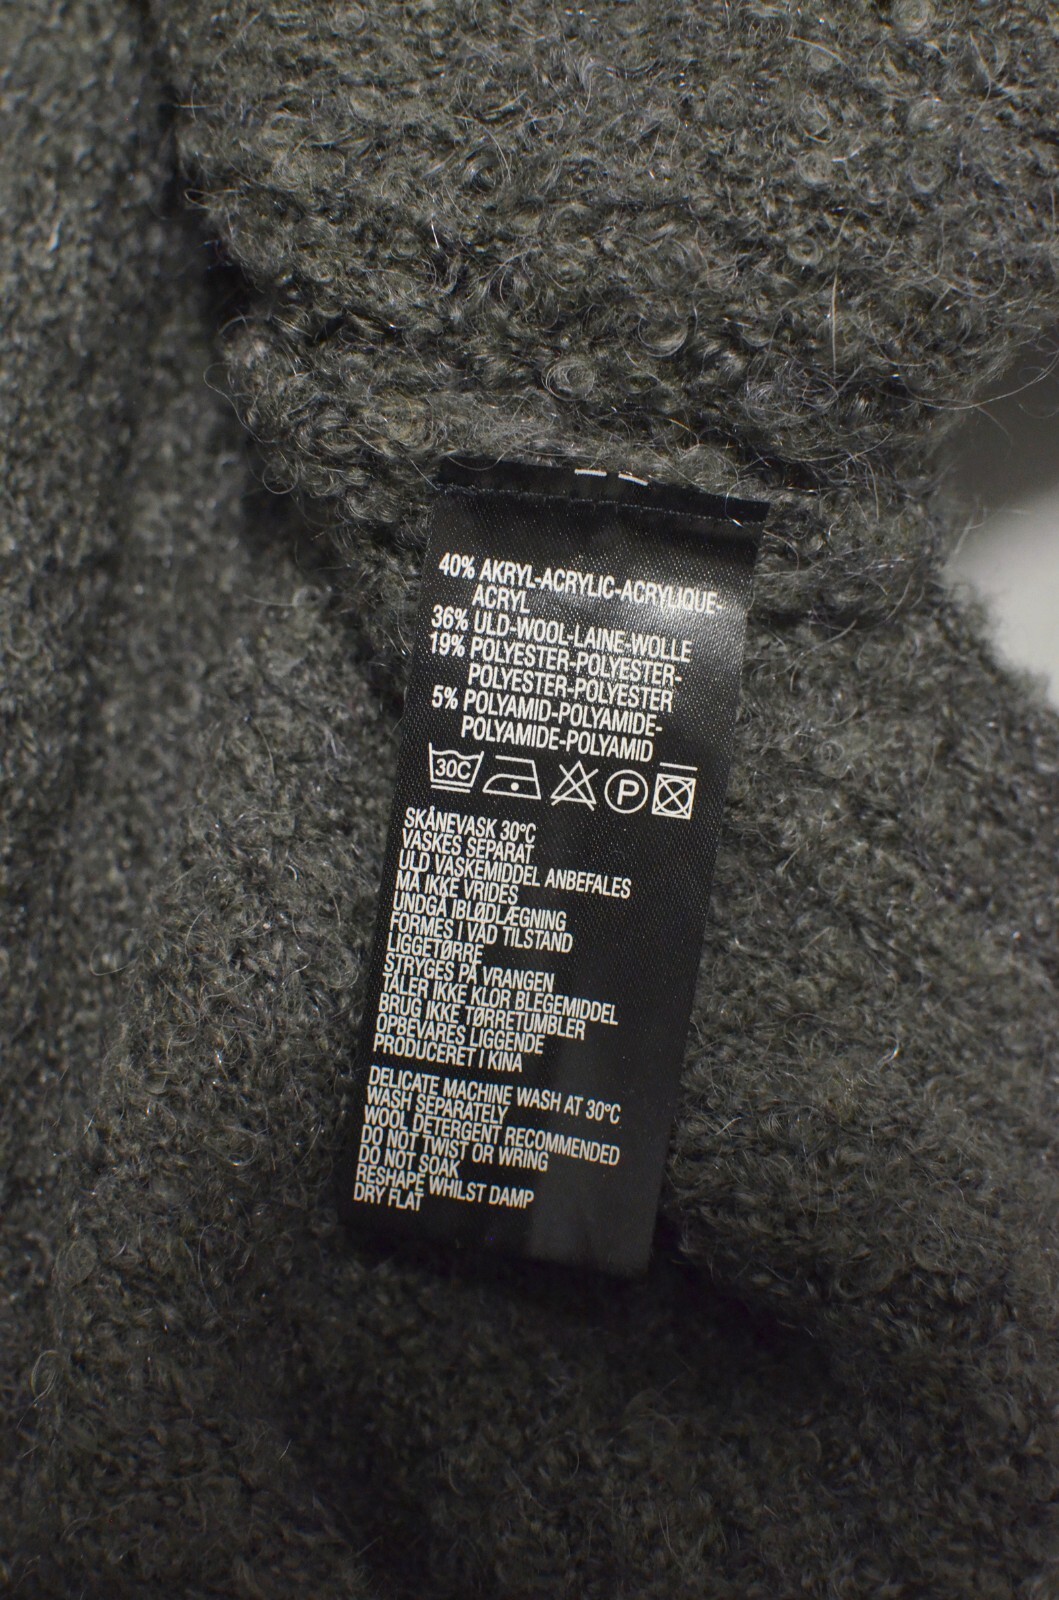 40% AKRYL-ACRYLIC-ACRYLIQUE-
ACRYL
36% ULD-WOOL-LAINE-WOLLE
19% POLYESTER-POLYESTER-
POLYESTER-POLYESTER
5% POLYAMID-POLYAMIDE-
POLYAMIDE-POLYAMID
30C P
SKÅNEVASK 30°C
VASKES SEPARAT
ULD VASKEMIDDEL ANBEFALES
MÅ IKKE VRIDES
UNDGÅ IBLØDLÆGNING
FORMES I VÅD TILSTAND
LIGGETØRRE
STRYGES PÅ VRANGEN
TÅLER IKKE KLOR BLEGEMIDDEL
BRUG IKKE TØRRETUMBLER
OPBEVARES LIGGENDE
PRODUCERET I KINA
DELICATE MACHINE WASH AT 30°C
WASH SEPARATELY
WOOL DETERGENT RECOMMENDED
DO NOT TWIST OR WRING
DO NOT SOAK
RESHAPE WHILST DAMP
DRY FLAT